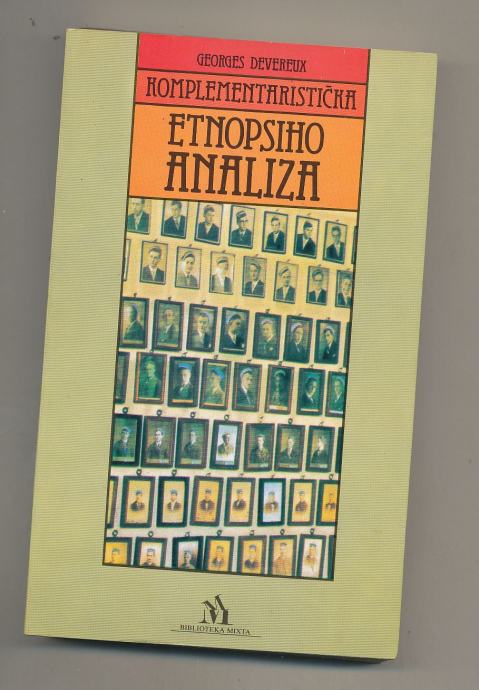 GEORGES DEVEREUX
KOMPLEMENTARISTIČKA
ETNOPSIHO
ANALIZA
M
BIBLIOTEKA MIXTA